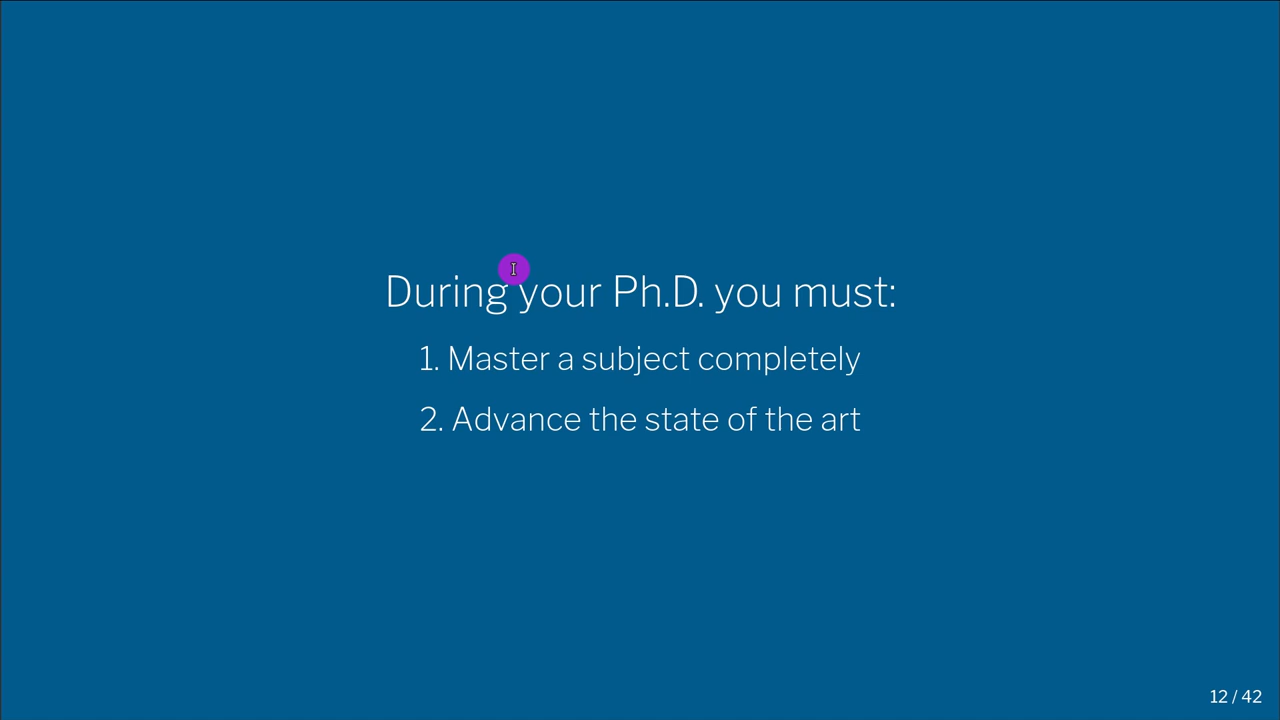 During your Ph.D. you must:
1. Master a subject completely
2. Advance the state of the art
12 / 42